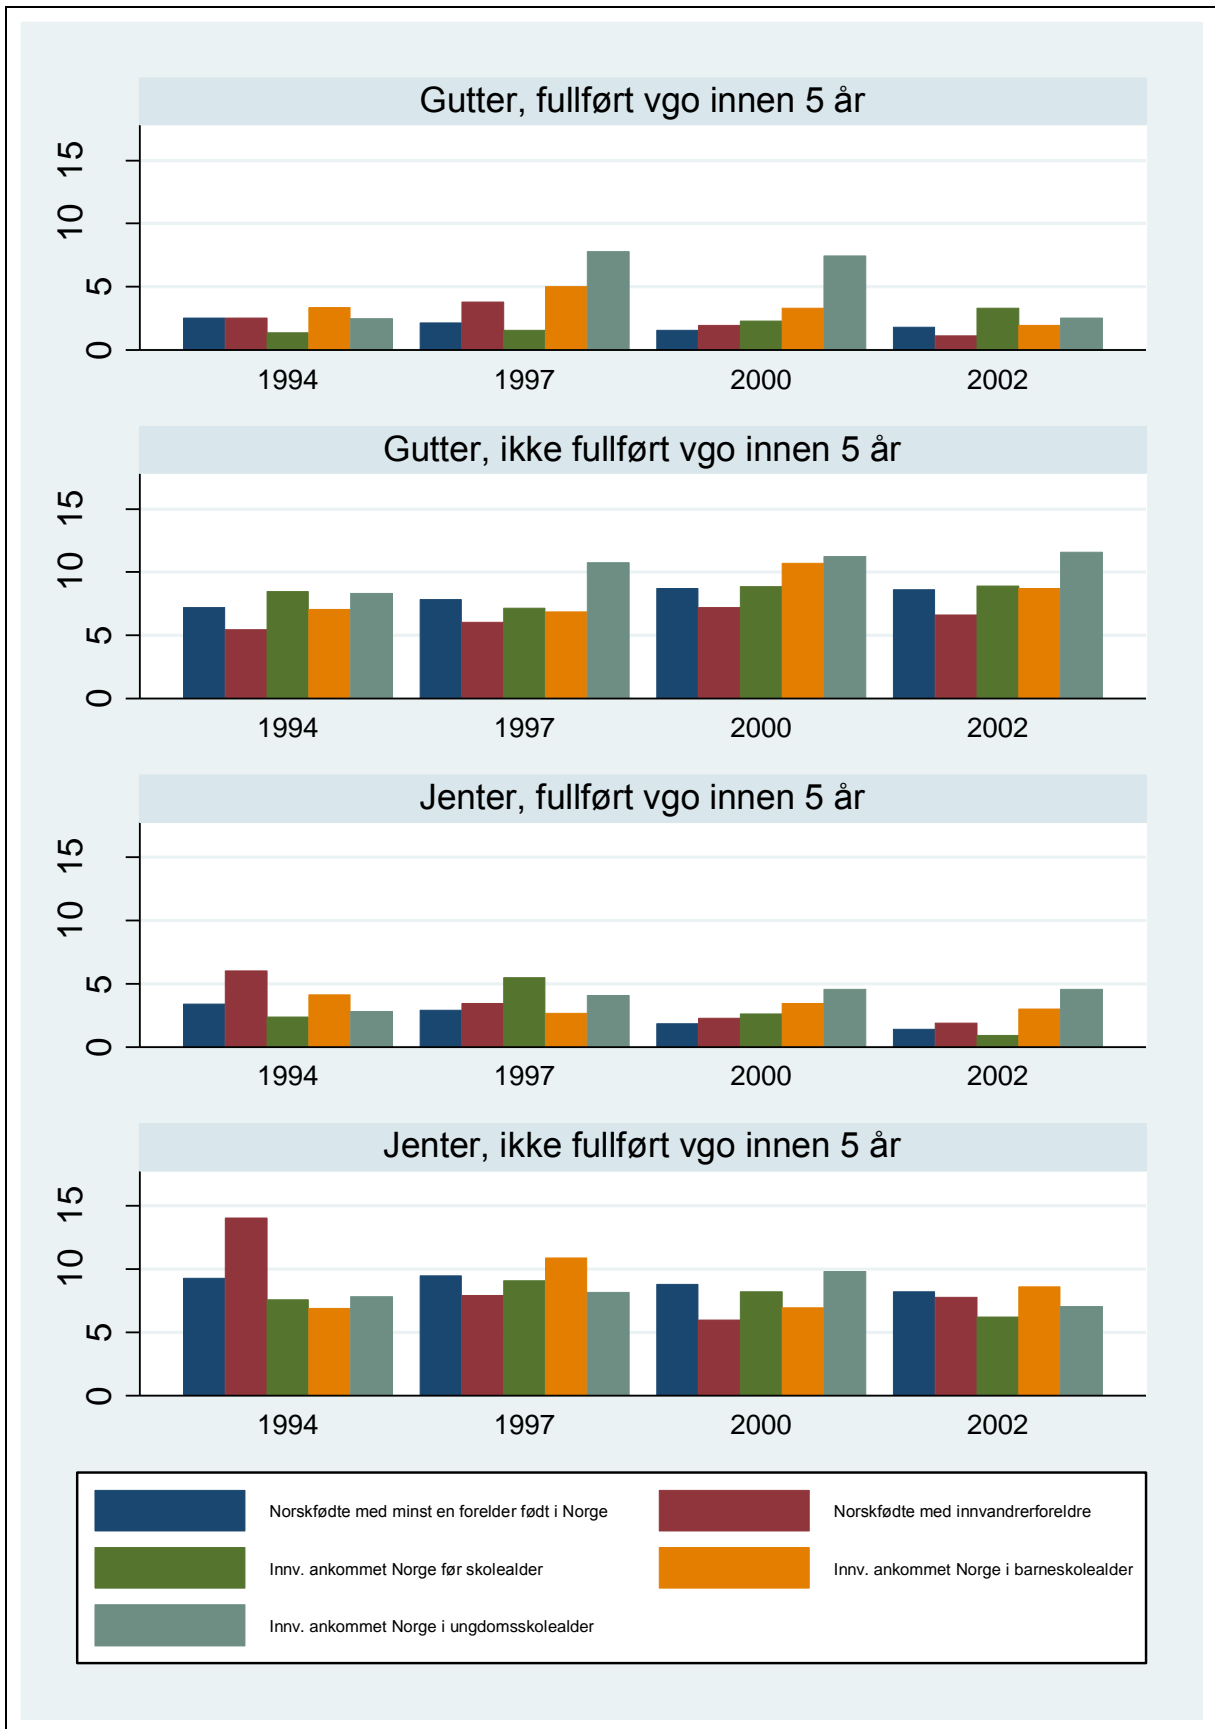 Gutter, fullført vgo innen 5 år
15
10
5
0
1994 1997 2000 2002
Gutter, ikke fullført vgo innen 5 år
15
10
5
0
1994 1997 2000 2002
Jenter, fullført vgo innen 5 år
15
10
5
0
1994 1997 2000 2002
Jenter, ikke fullført vgo innen 5 år
15
10
5
0
1994 1997 2000 2002
Norskfødte med minst en forelder født i Norge
Norskfødte med innvandrerforeldre
Innv. ankommet Norge før skolealder
Innv. ankommet Norge i barneskolealder
Innv. ankommet Norge i ungdomsskolealder